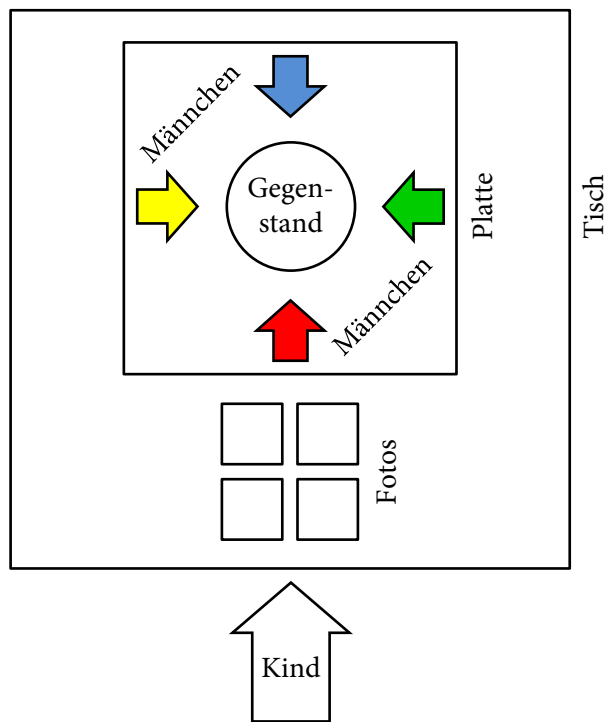 Männchen
Gegen-
stand
Platte
Tisch
Männchen
Fotos
Kind